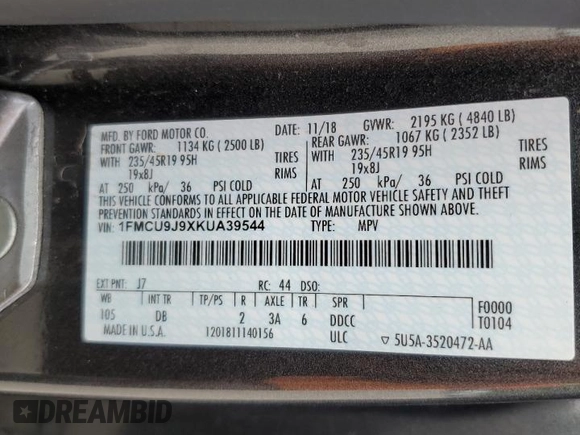 MFD. BY FORD MOTOR CO.
DATE: 11/18 GVWR: 2195 KG ( 4840 LB)
FRONT GAWR: 1134 KG ( 2500 LB)
REAR GAWR: 1067 KG ( 2352 LB)
WITH 235/45R19 95H TIRES
WITH 235/45R19 95H TIRES
19x8J RIMS
19x8J RIMS
AT 250 kPa/ 36 PSI COLD
AT 250 kPa/ 36 PSI COLD
THIS VEHICLE CONFORMS TO ALL APPLICABLE FEDERAL MOTOR VEHICLE SAFETY AND THEFT
PREVENTION STANDARDS IN EFFECT ON THE DATE OF MANUFACTURE SHOWN ABOVE.
VIN: 1FMCU9J9XKUA39544 TYPE: MPV
EXT PNT: J7 RC: 44 DSO:
WB INT TR TP/PS R AXLE TR SPR F0000
105 DB 2 3A 6 DDCC T0104
MADE IN U.S.A. 1201811140156 ULC ▽ 5U5A-3520472-AA
DREAMBID